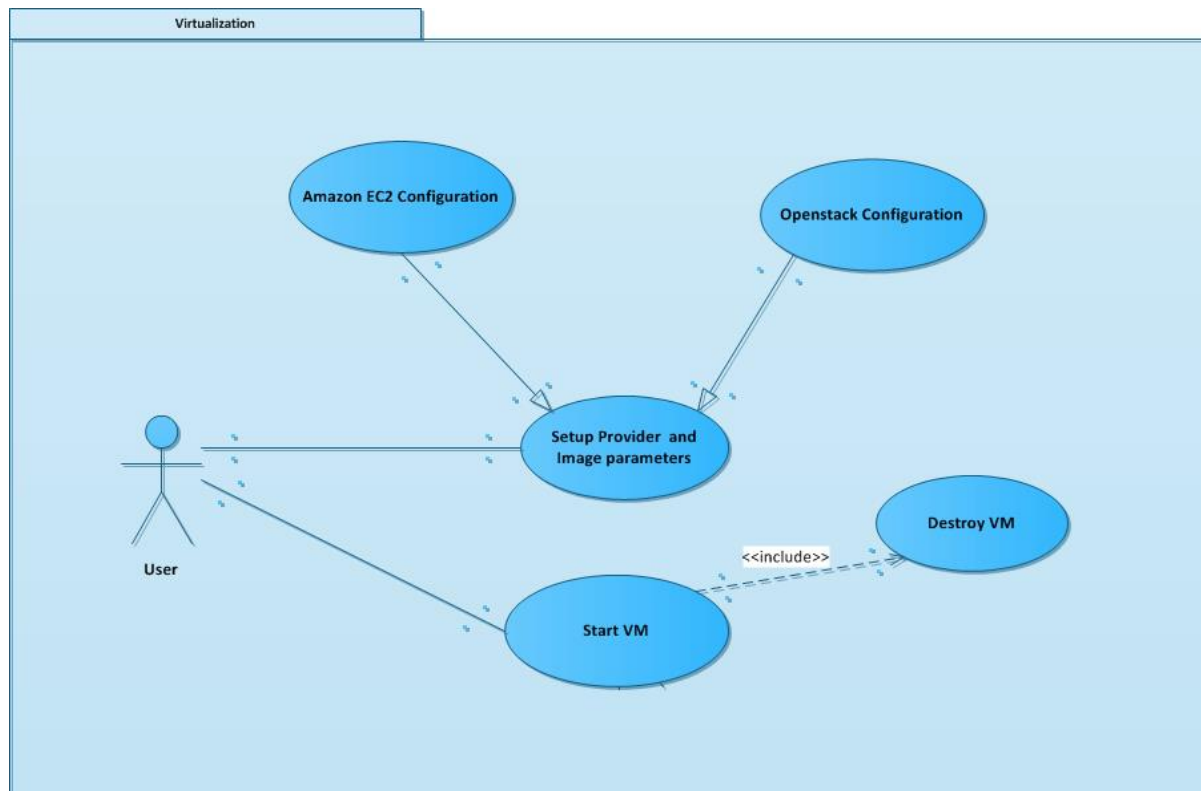 Virtualization
Amazon EC2 Configuration
Openstack Configuration
Setup Provider and
Image parameters
User
Destroy VM
<<include>>
Start VM